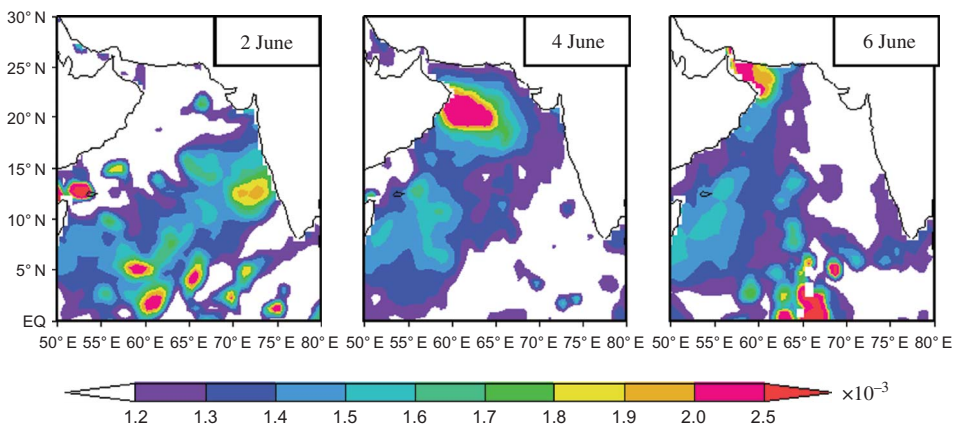 30° N
25° N
20° N
15° N
10° N
5° N
EQ
2 June
4 June
6 June
50° E 55° E 60° E 65° E 70° E 75° E 80° E
50° E 55° E 60° E 65° E 70° E 75° E 80° E
50° E 55° E 60° E 65° E 70° E 75° E 80° E
1.2 1.3 1.4 1.5 1.6 1.7 1.8 1.9 2.0 2.5
×10⁻³